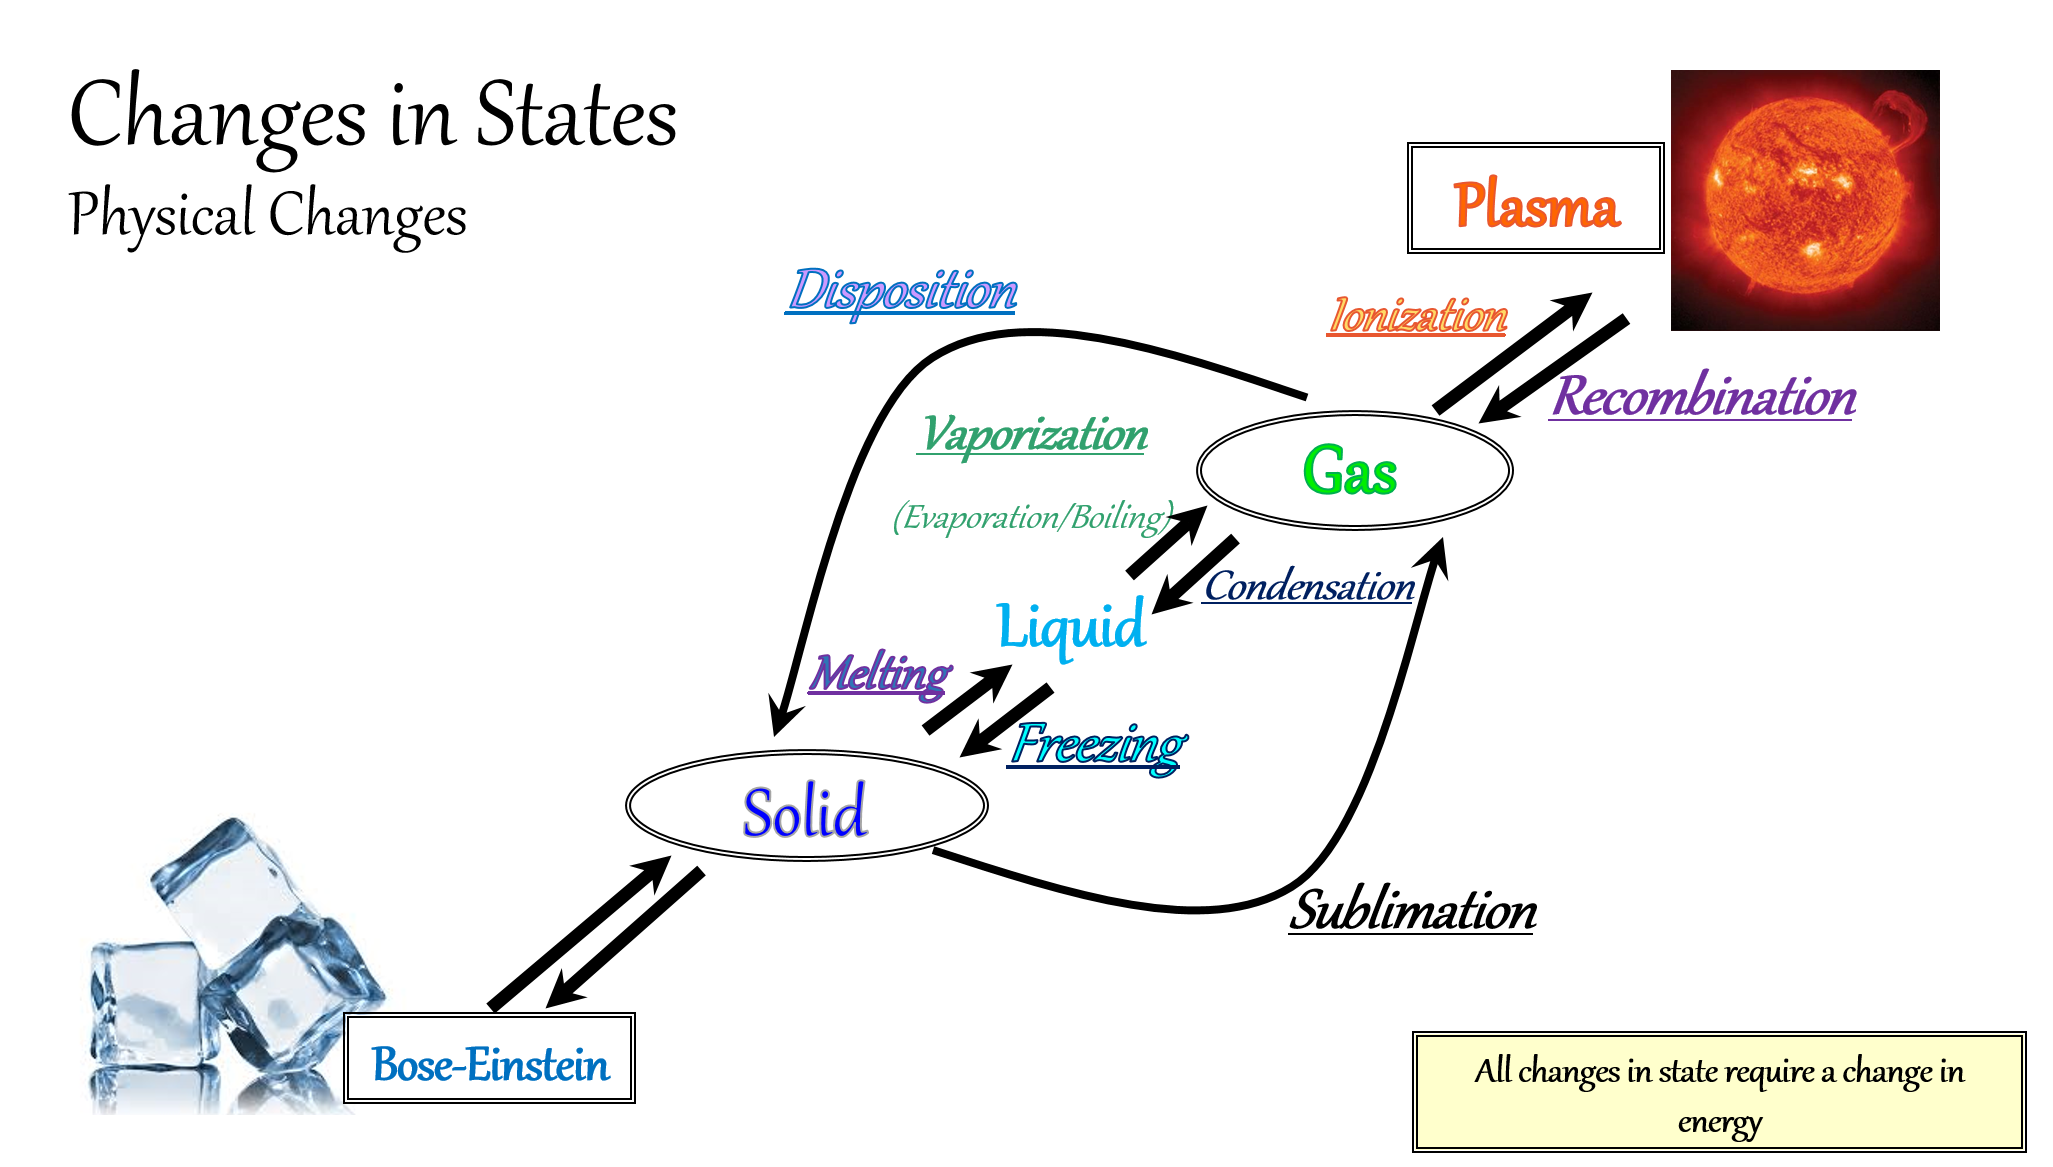 Changes in States
Physical Changes
Plasma
Disposition
Ionization
Recombination
Vaporization
Gas
(Evaporation/Boiling)
Condensation
Liquid
Melting
Freezing
Solid
Sublimation
Bose-Einstein
All changes in state require a change in
energy